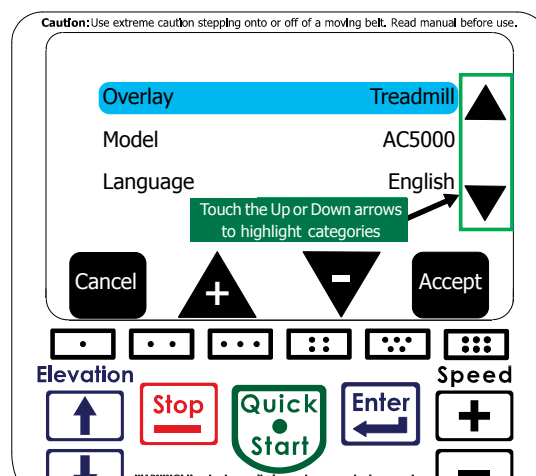 Caution: Use extreme caution stepping onto or off of a moving belt. Read manual before use.
Overlay Treadmill
Model AC5000
Language English
Touch the Up or Down arrows
to highlight categories
Cancel + - Accept
Elevation Speed
Stop Quick Start Enter +